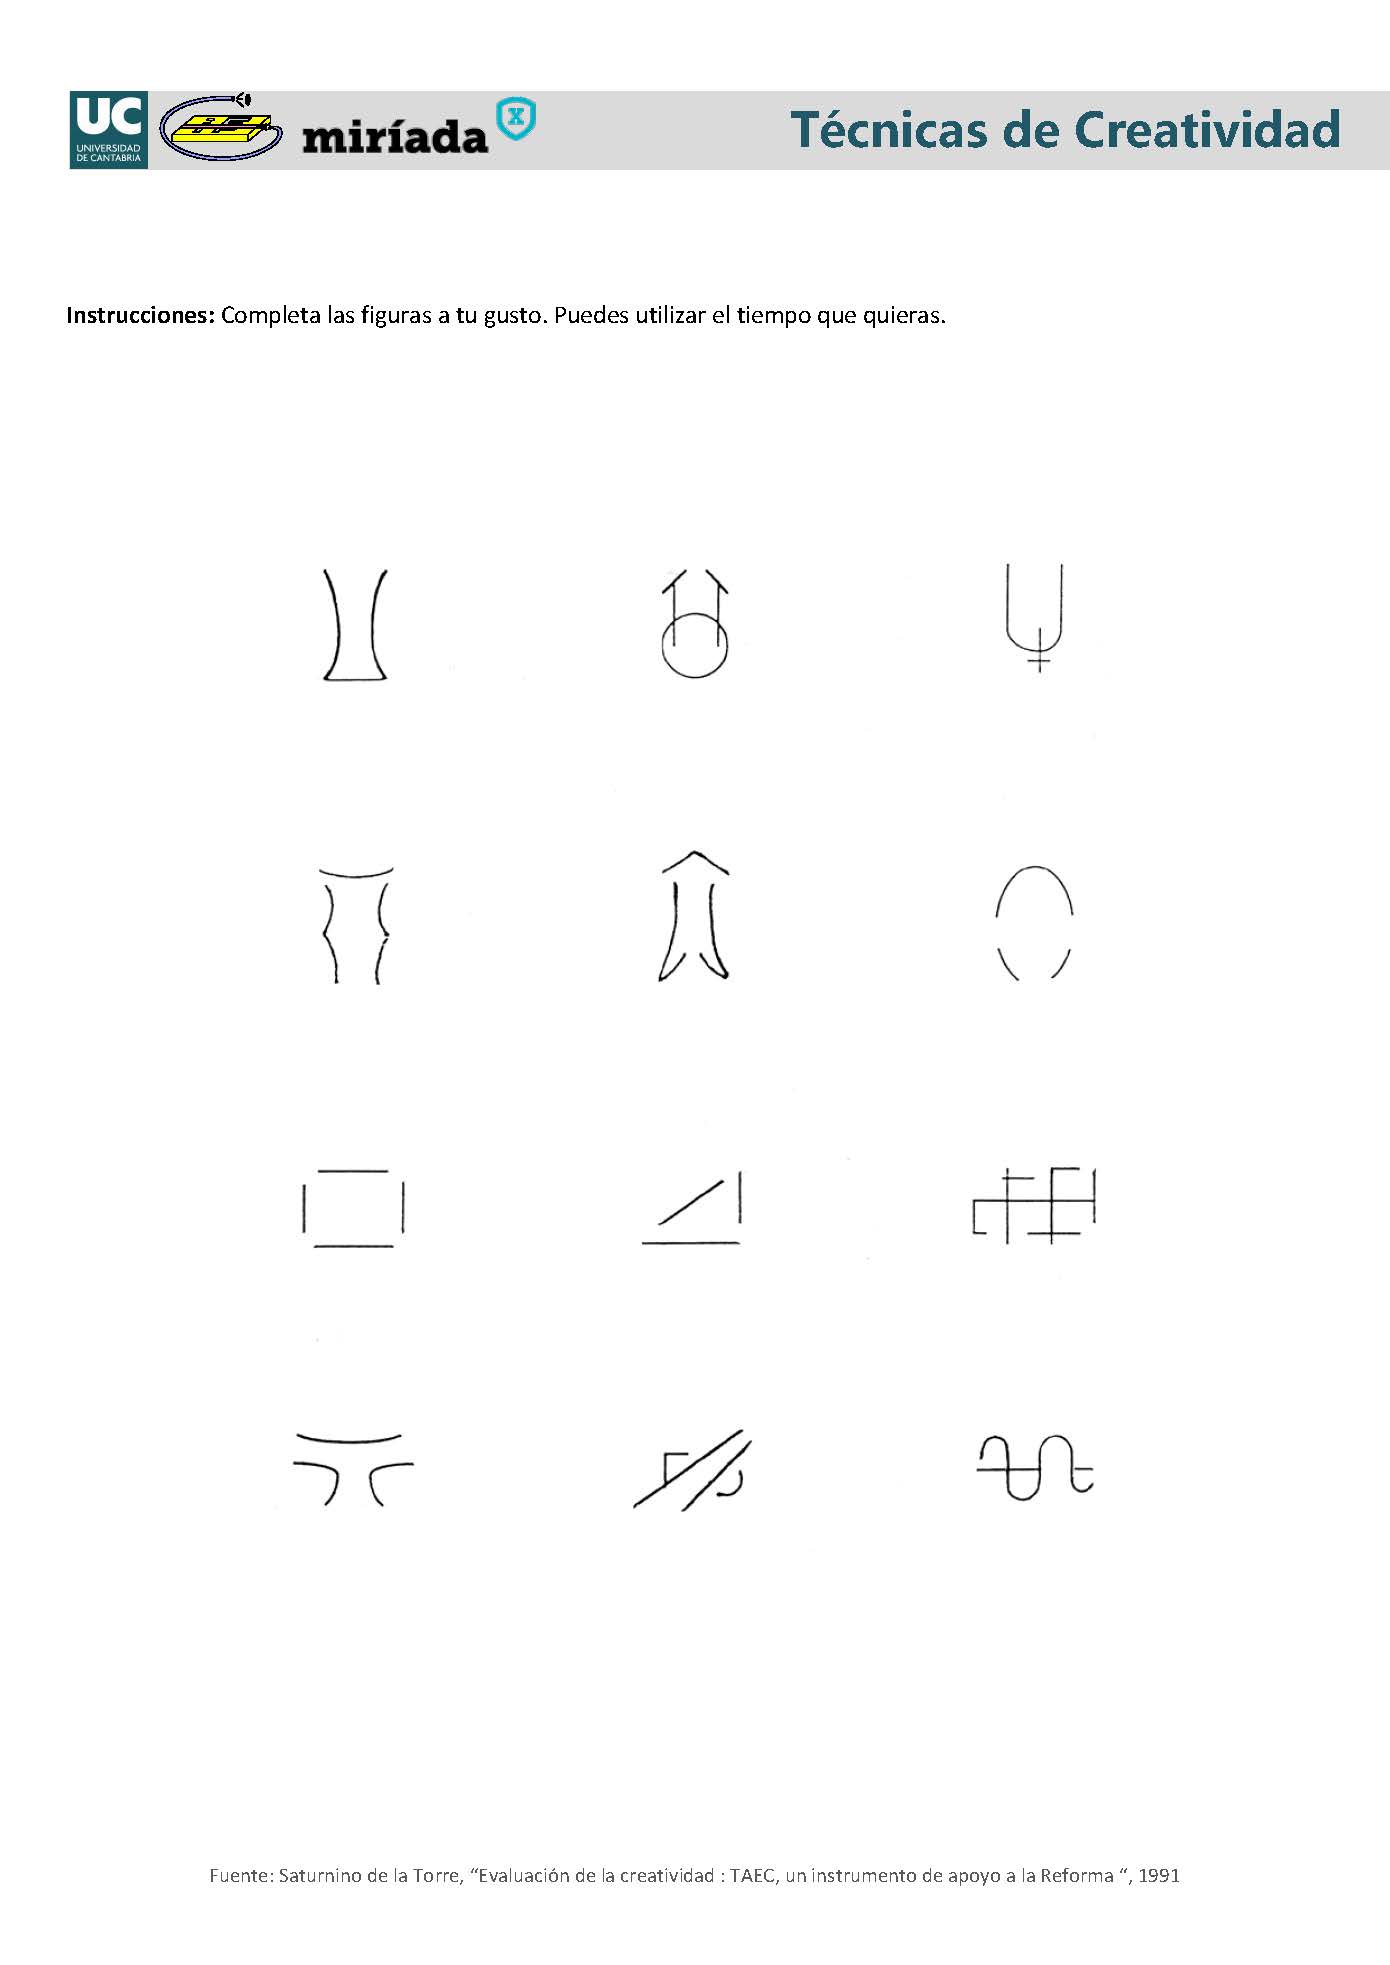 UC
UNIVERSIDAD
DE CANTABRIA
miríada x
Técnicas de Creatividad
Instrucciones: Completa las figuras a tu gusto. Puedes utilizar el tiempo que quieras.
Fuente: Saturnino de la Torre, “Evaluación de la creatividad : TAEC, un instrumento de apoyo a la Reforma “, 1991